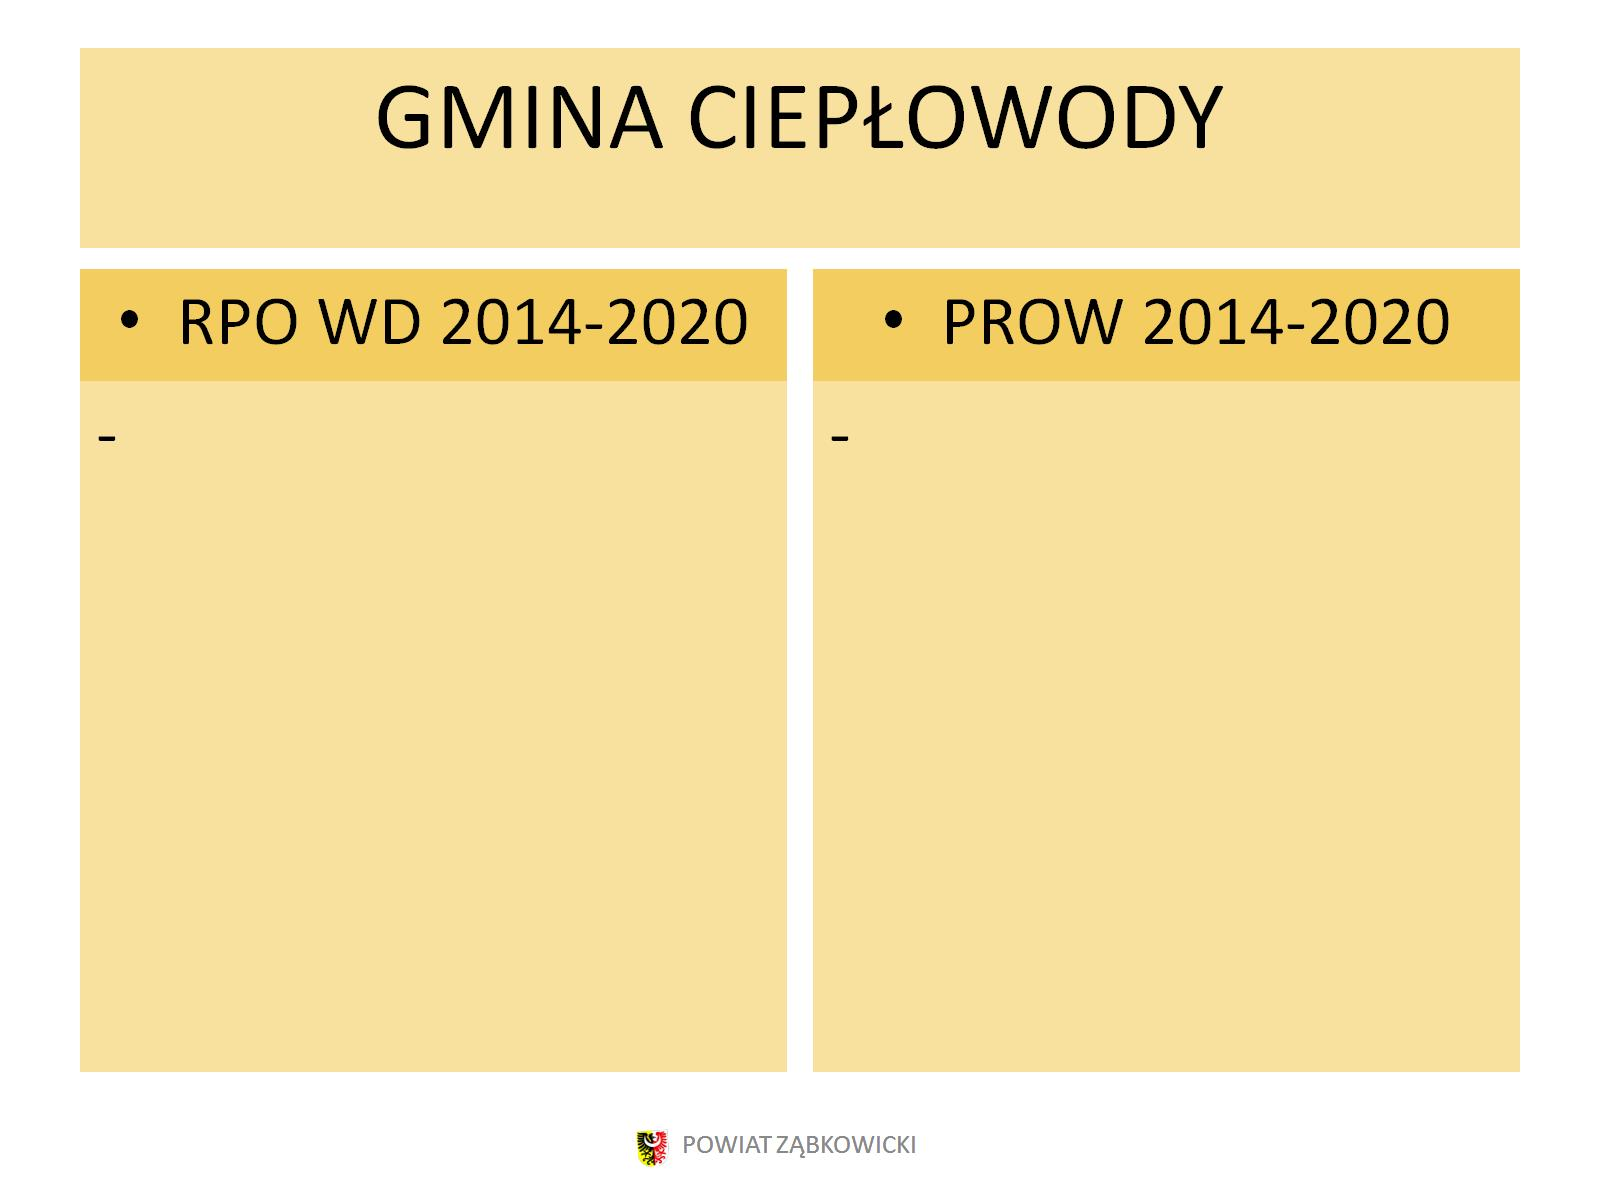 GMINA CIEPŁOWODY
• RPO WD 2014-2020
-
• PROW 2014-2020
-
POWIAT ZĄBKOWICKI